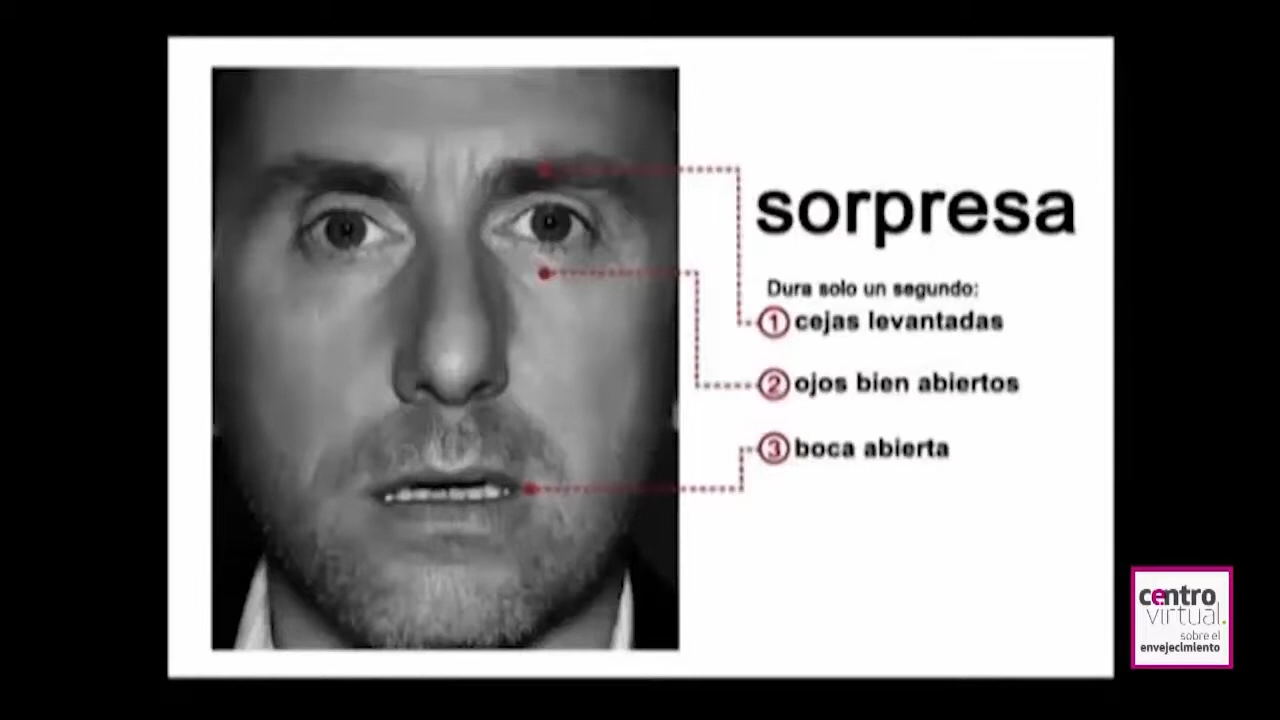 sorpresa
Dura solo un segundo:
1 cejas levantadas
2 ojos bien abiertos
3 boca abierta
centro
virtual.
sobre el
envejecimiento